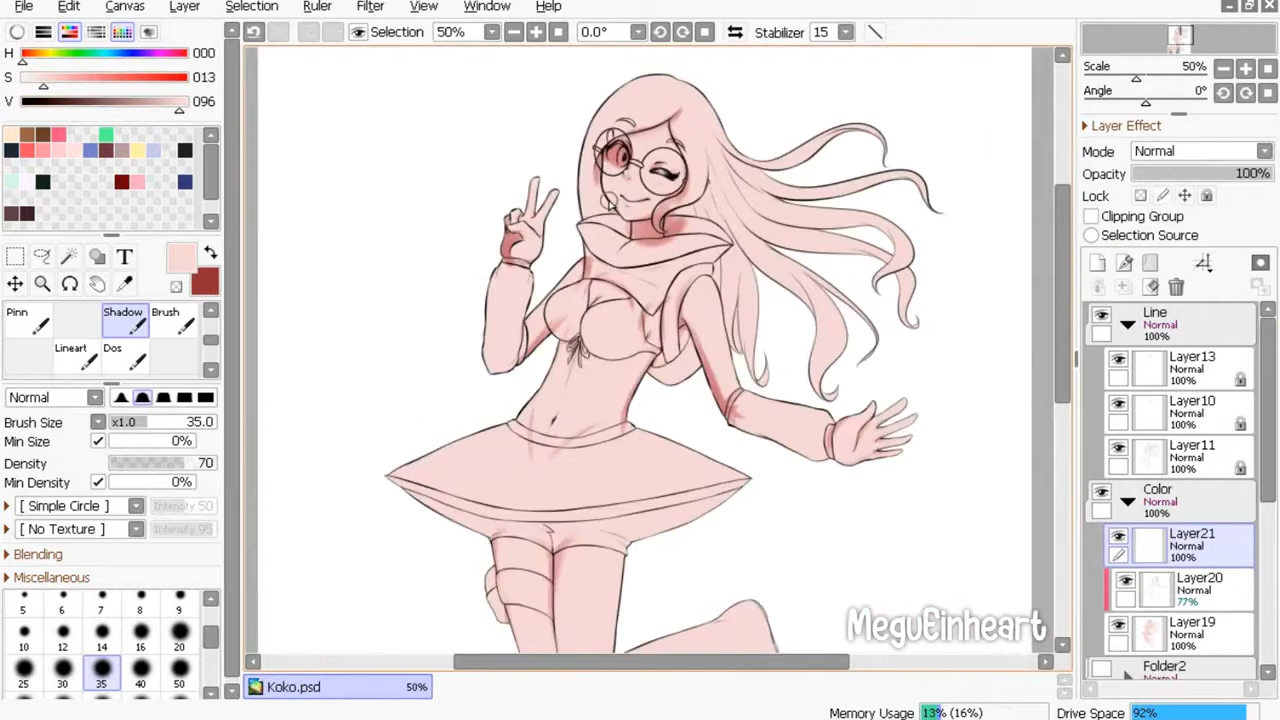 File Edit Canvas Layer Selection Ruler Filter View Window Help
Selection 50% 0.0° Stabilizer 15
H 000
S 013
V 096
T
Pinn Shadow Brush
Lineart Dos
Normal
Brush Size x1.0 35.0
Min Size 0%
Density 70
Min Density 0%
[ Simple Circle ] Intensity 50
[ No Texture ] Intensity 95
Blending
Miscellaneous
5 6 7 8 9
10 12 14 16 20
25 30 35 40 50
MeguEinheart
Koko.psd 50%
Scale 50%
Angle 0°
Layer Effect
Mode Normal
Opacity 100%
Lock
Clipping Group
Selection Source
Line
Normal
100%
Layer13
Normal
100%
Layer10
Normal
100%
Layer11
Normal
100%
Color
Normal
100%
Layer21
Normal
100%
Layer20
Normal
77%
Layer19
Normal
100%
Folder2
Normal
Memory Usage 13% (16%) Drive Space 92%